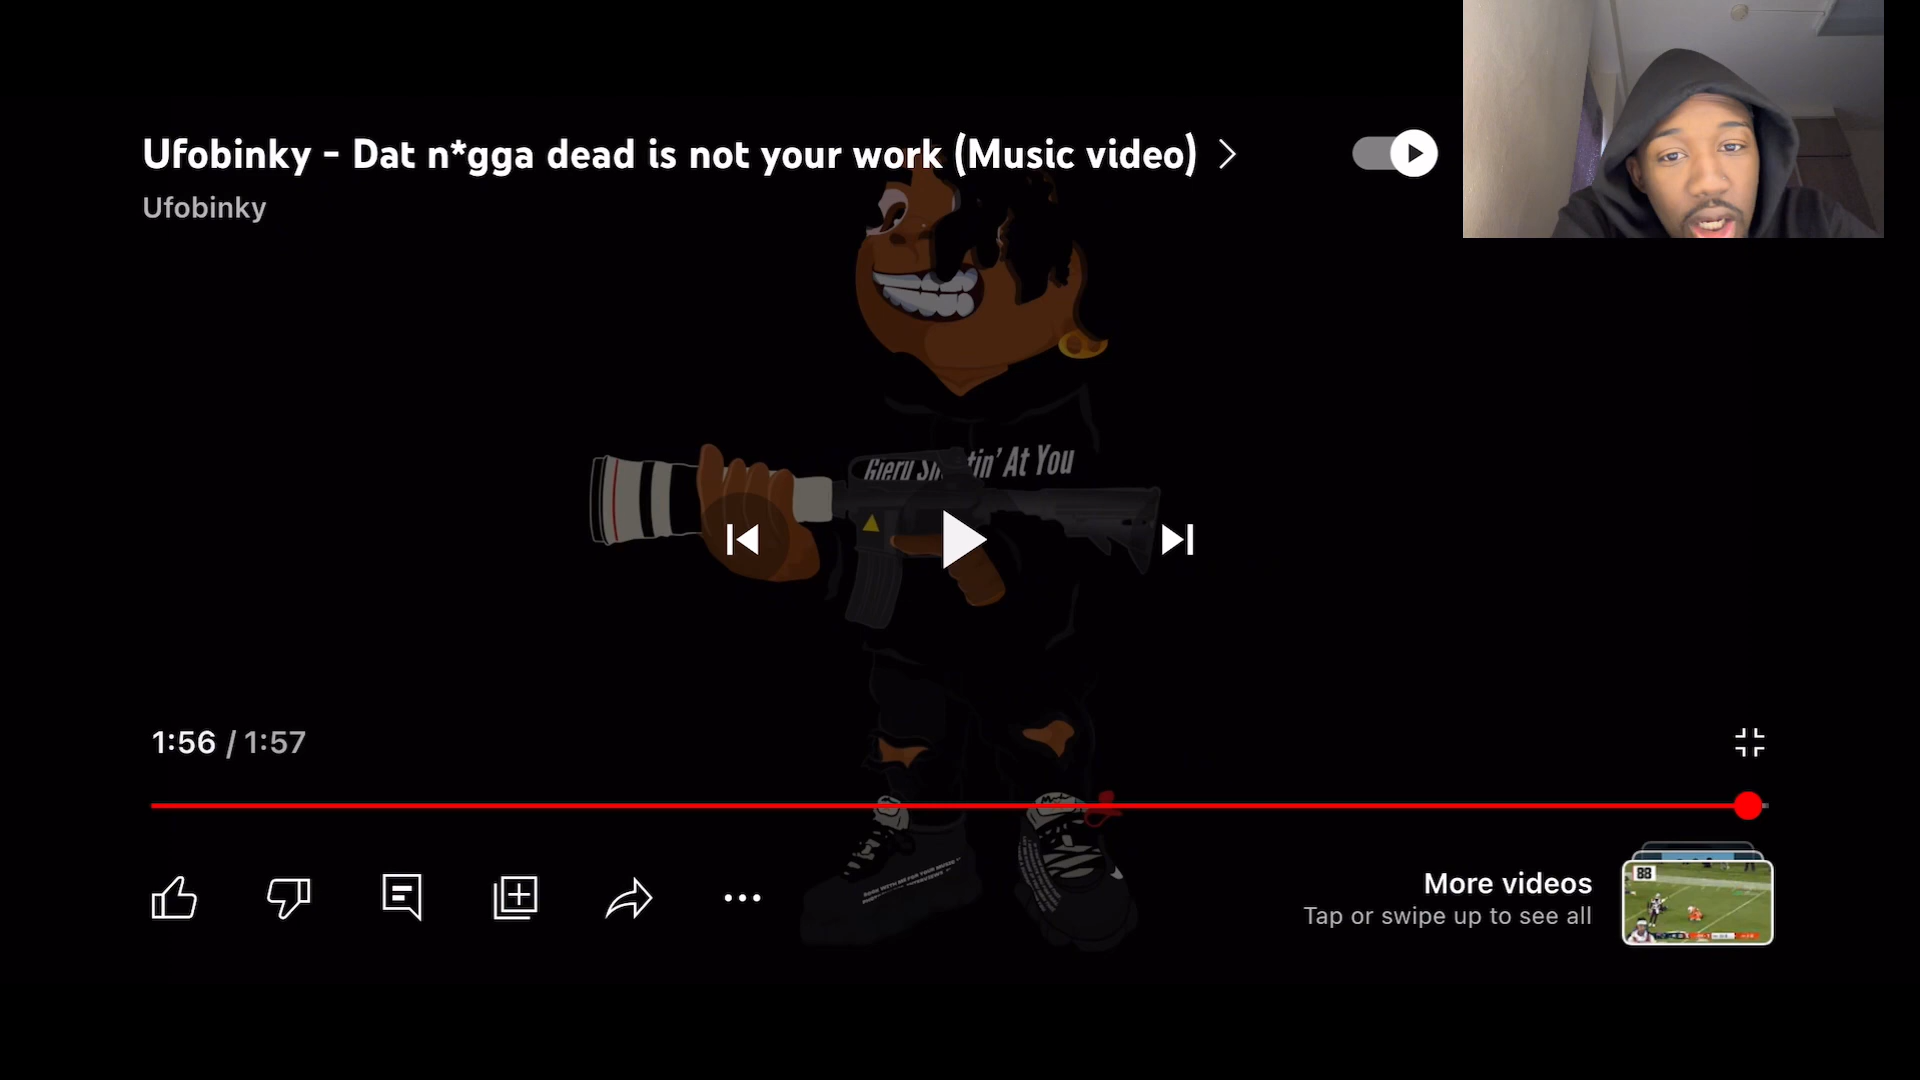 Ufobinky - Dat n*gga dead is not your work (Music video)
Ufobinky
At You
1:56 / 1:57
More videos
Tap or swipe up to see all
88